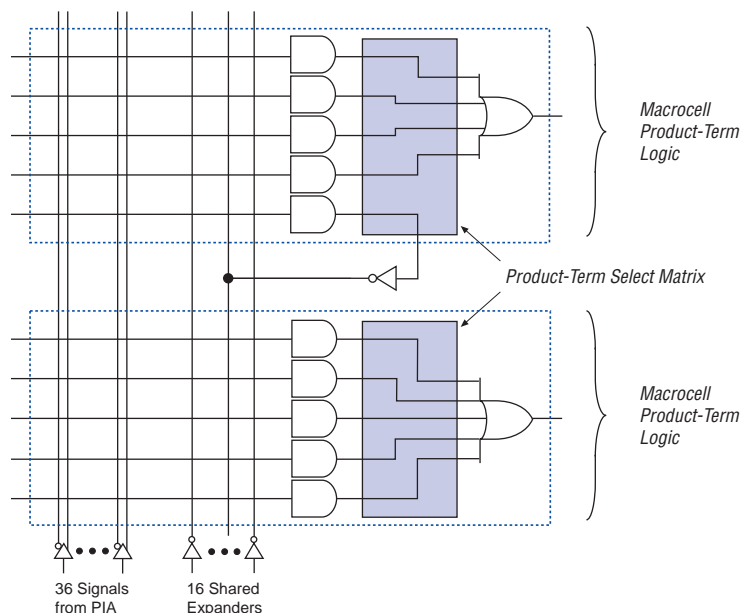 Macrocell
Product-Term
Logic
Product-Term Select Matrix
Macrocell
Product-Term
Logic
36 Signals
from PIA
16 Shared
Expanders